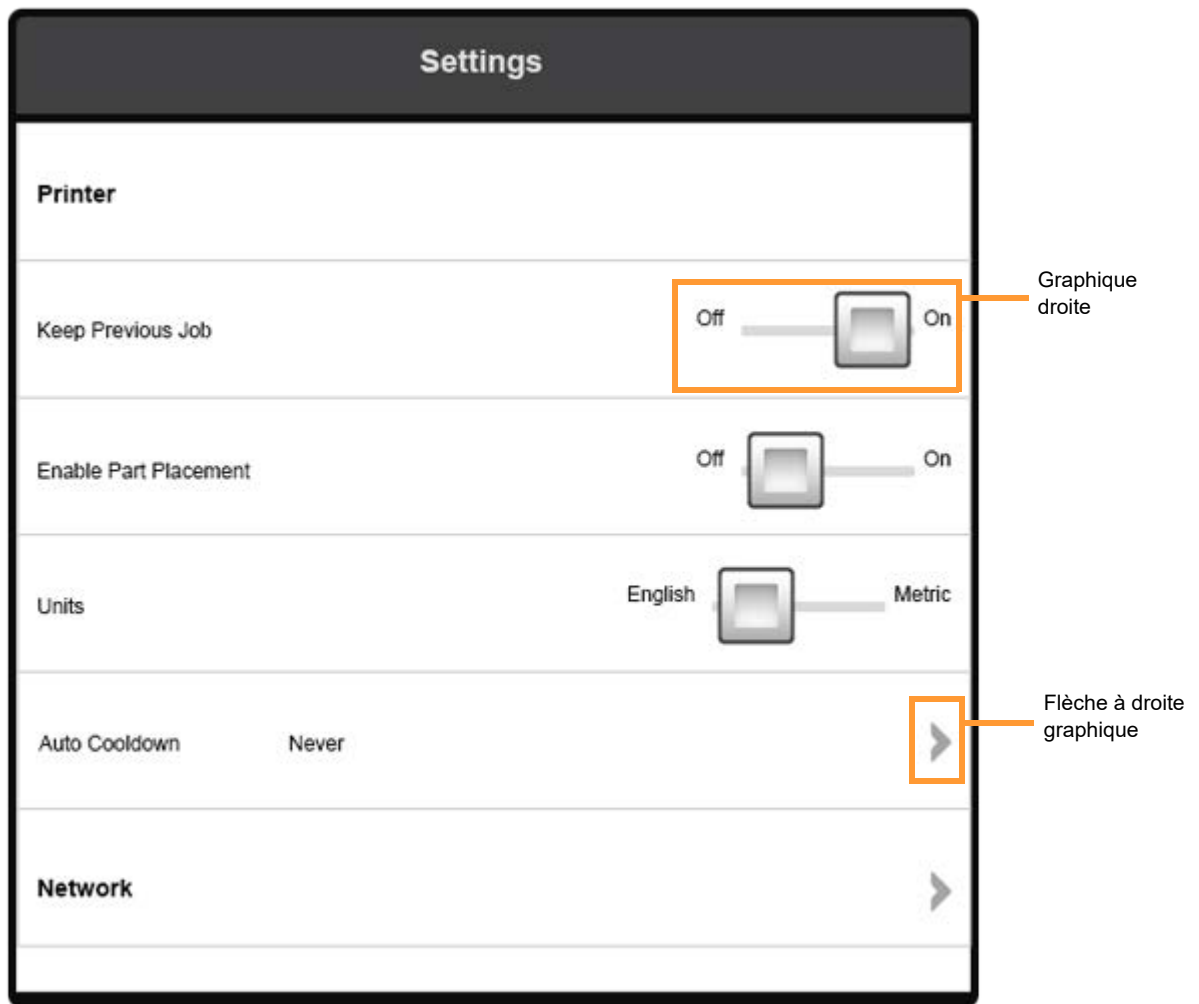 Settings
Printer
Keep Previous Job
Off
On
Graphique
droite
Enable Part Placement
Off
On
Units
English
Metric
Auto Cooldown
Never
Flèche à droite
graphique
Network